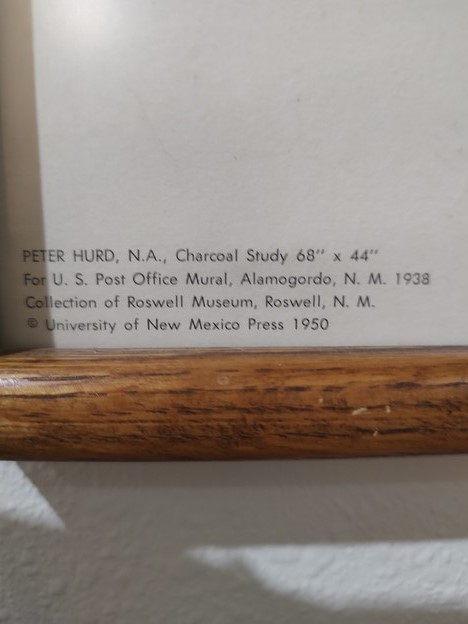 PETER HURD, N.A., Charcoal Study 68" x 44"
For U. S. Post Office Mural, Alamogordo, N. M. 1938
Collection of Roswell Museum, Roswell, N. M.
© University of New Mexico Press 1950